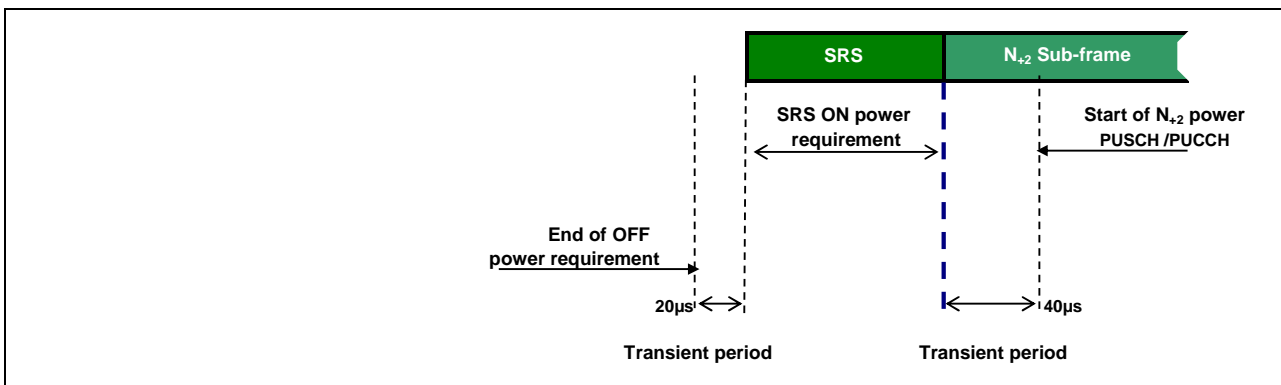 SRS
N+2 Sub-frame
SRS ON power
requirement
Start of N+2 power
PUSCH /PUCCH
End of OFF
power requirement
20µs
40µs
Transient period
Transient period